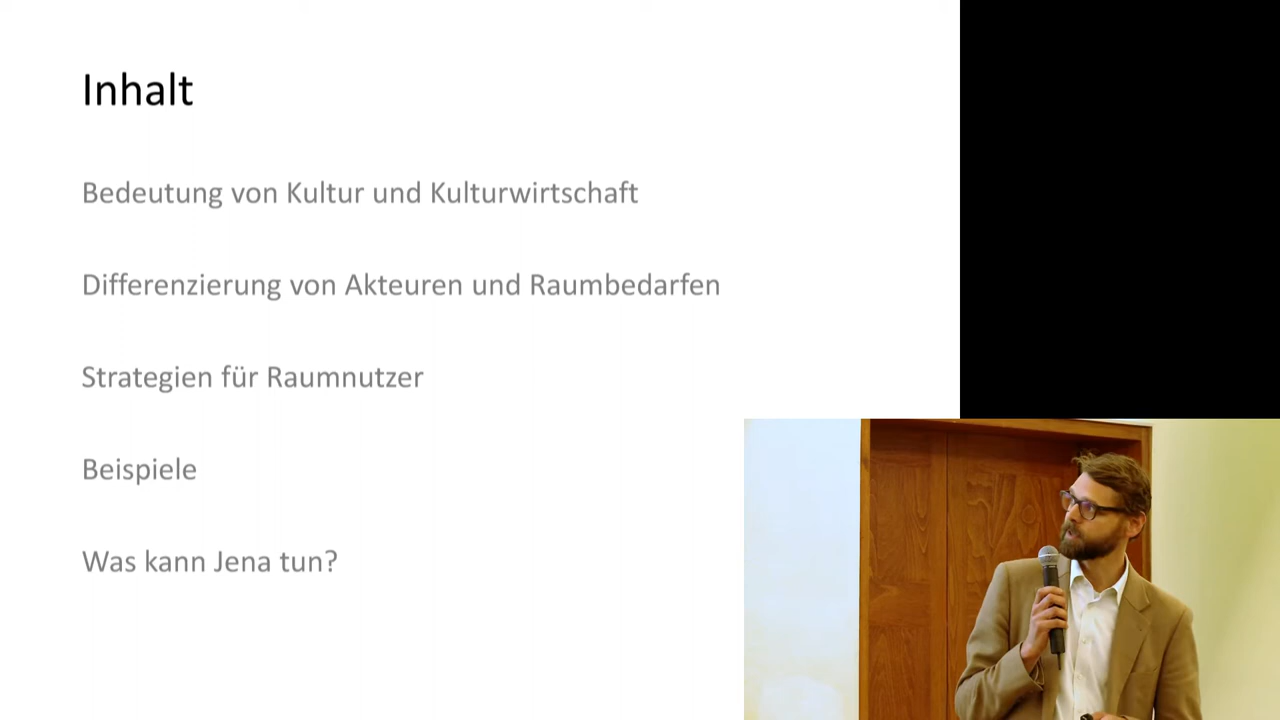 Inhalt
Bedeutung von Kultur und Kulturwirtschaft
Differenzierung von Akteuren und Raumbedarfen
Strategien für Raumnutzer
Beispiele
Was kann Jena tun?